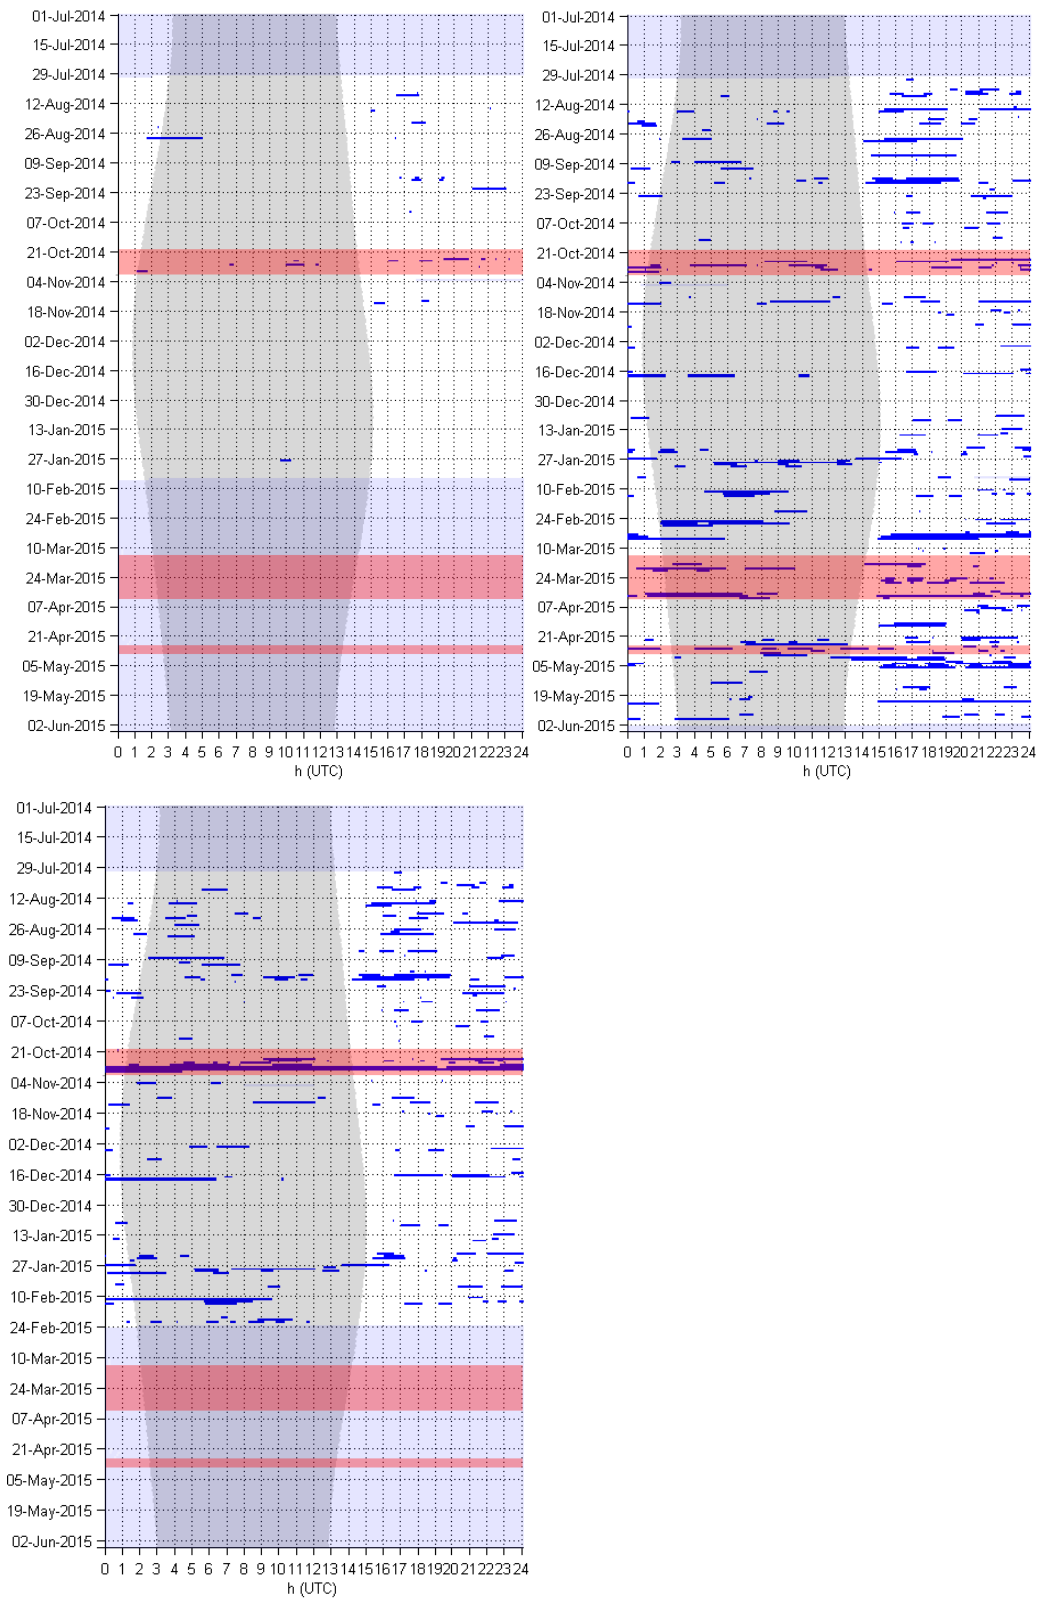 01-Jul-2014
15-Jul-2014
29-Jul-2014
12-Aug-2014
26-Aug-2014
09-Sep-2014
23-Sep-2014
07-Oct-2014
21-Oct-2014
04-Nov-2014
18-Nov-2014
02-Dec-2014
16-Dec-2014
30-Dec-2014
13-Jan-2015
27-Jan-2015
10-Feb-2015
24-Feb-2015
10-Mar-2015
24-Mar-2015
07-Apr-2015
21-Apr-2015
05-May-2015
19-May-2015
02-Jun-2015
0 1 2 3 4 5 6 7 8 9 10 11 12 13 14 15 16 17 18 19 20 21 22 23 24
h (UTC)
01-Jul-2014
15-Jul-2014
29-Jul-2014
12-Aug-2014
26-Aug-2014
09-Sep-2014
23-Sep-2014
07-Oct-2014
21-Oct-2014
04-Nov-2014
18-Nov-2014
02-Dec-2014
16-Dec-2014
30-Dec-2014
13-Jan-2015
27-Jan-2015
10-Feb-2015
24-Feb-2015
10-Mar-2015
24-Mar-2015
07-Apr-2015
21-Apr-2015
05-May-2015
19-May-2015
02-Jun-2015
0 1 2 3 4 5 6 7 8 9 10 11 12 13 14 15 16 17 18 19 20 21 22 23 24
h (UTC)
01-Jul-2014
15-Jul-2014
29-Jul-2014
12-Aug-2014
26-Aug-2014
09-Sep-2014
23-Sep-2014
07-Oct-2014
21-Oct-2014
04-Nov-2014
18-Nov-2014
02-Dec-2014
16-Dec-2014
30-Dec-2014
13-Jan-2015
27-Jan-2015
10-Feb-2015
24-Feb-2015
10-Mar-2015
24-Mar-2015
07-Apr-2015
21-Apr-2015
05-May-2015
19-May-2015
02-Jun-2015
0 1 2 3 4 5 6 7 8 9 10 11 12 13 14 15 16 17 18 19 20 21 22 23 24
h (UTC)